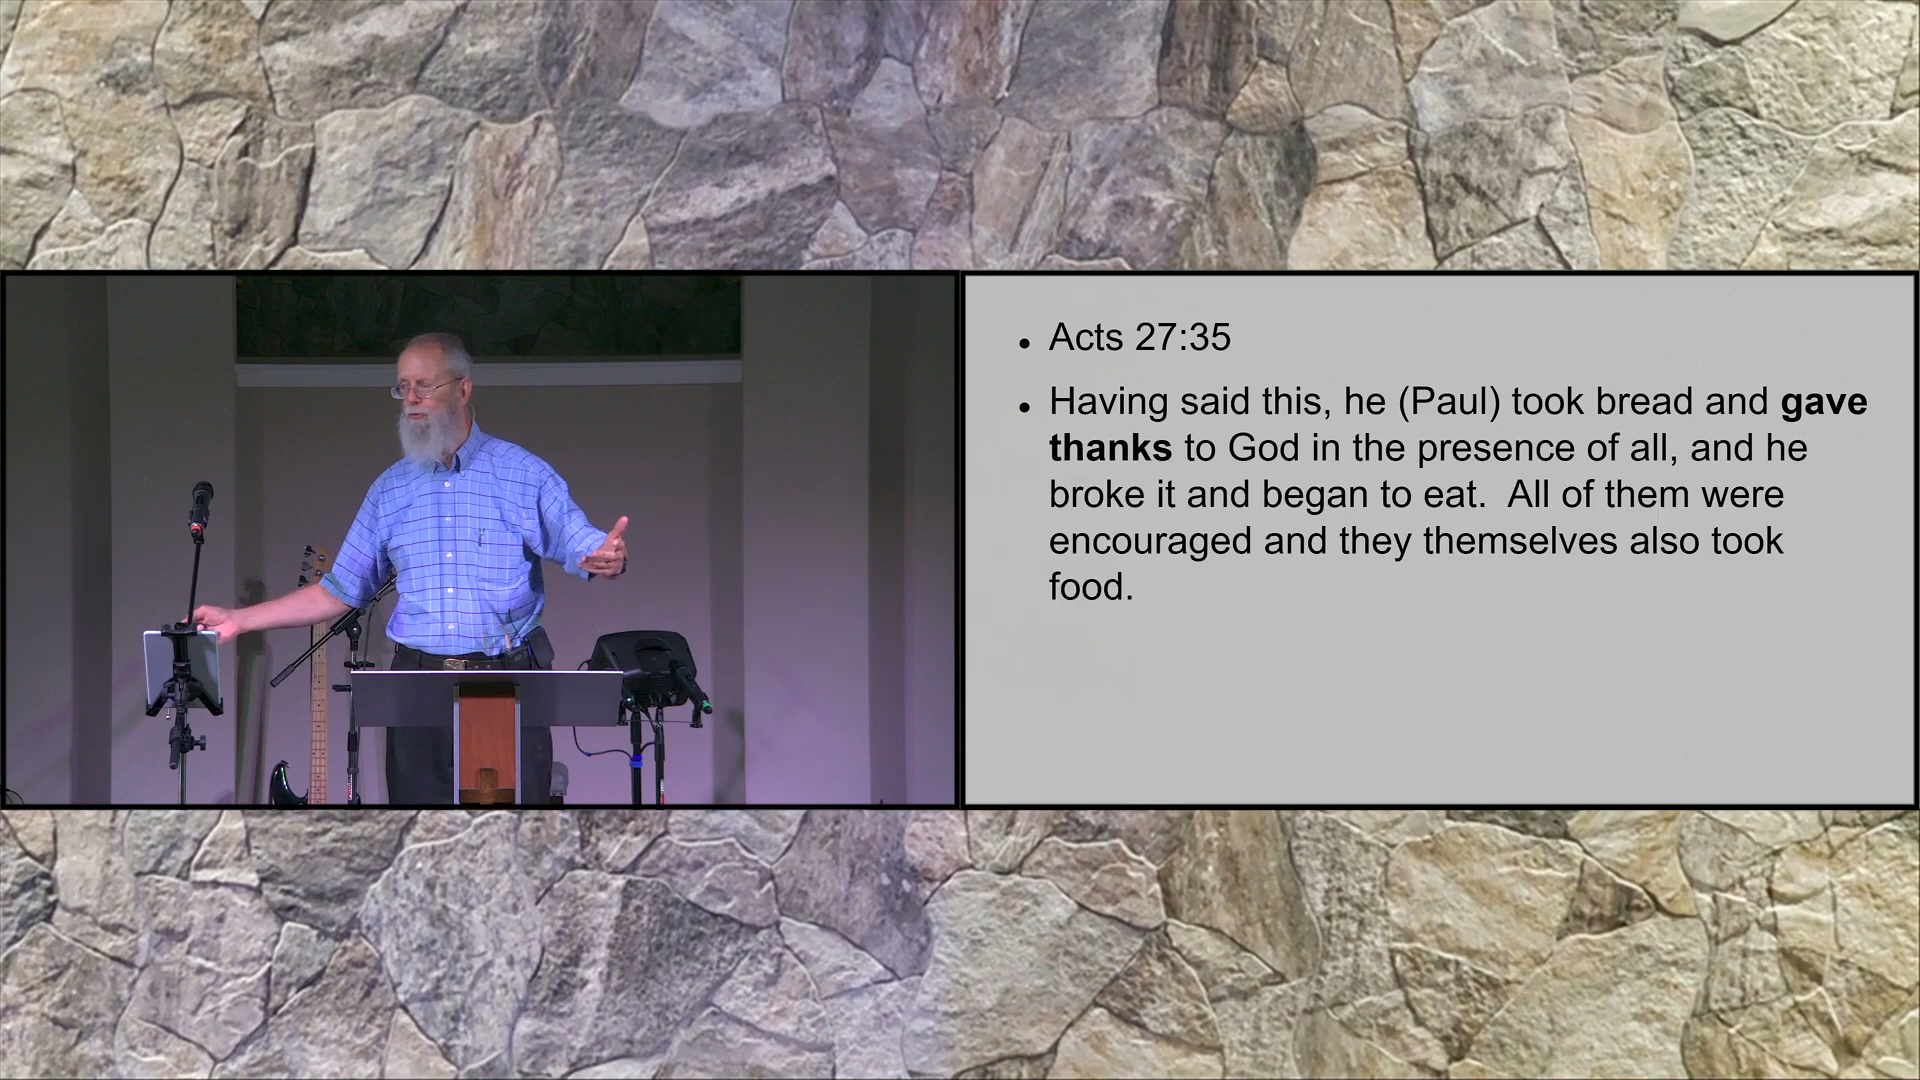 • Acts 27:35
• Having said this, he (Paul) took bread and gave
thanks to God in the presence of all, and he
broke it and began to eat.  All of them were
encouraged and they themselves also took
food.